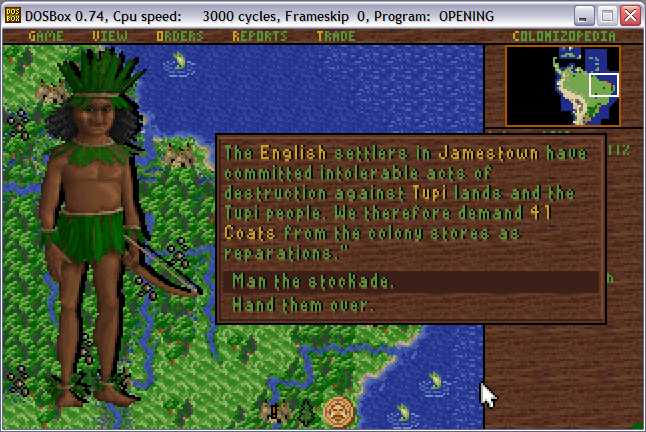 DOSBox 0.74, Cpu speed: 3000 cycles, Frameskip 0, Program: OPENING
GAME VIEW ORDERS REPORTS TRADE COLONIZOPEDIA
The English settlers in Jamestown have
committed intolerable acts of
destruction against Tupi lands and the
Tupi people. We therefore demand 41
Coats from the colony stores as
reparations."
Man the stockade.
Hand them over.